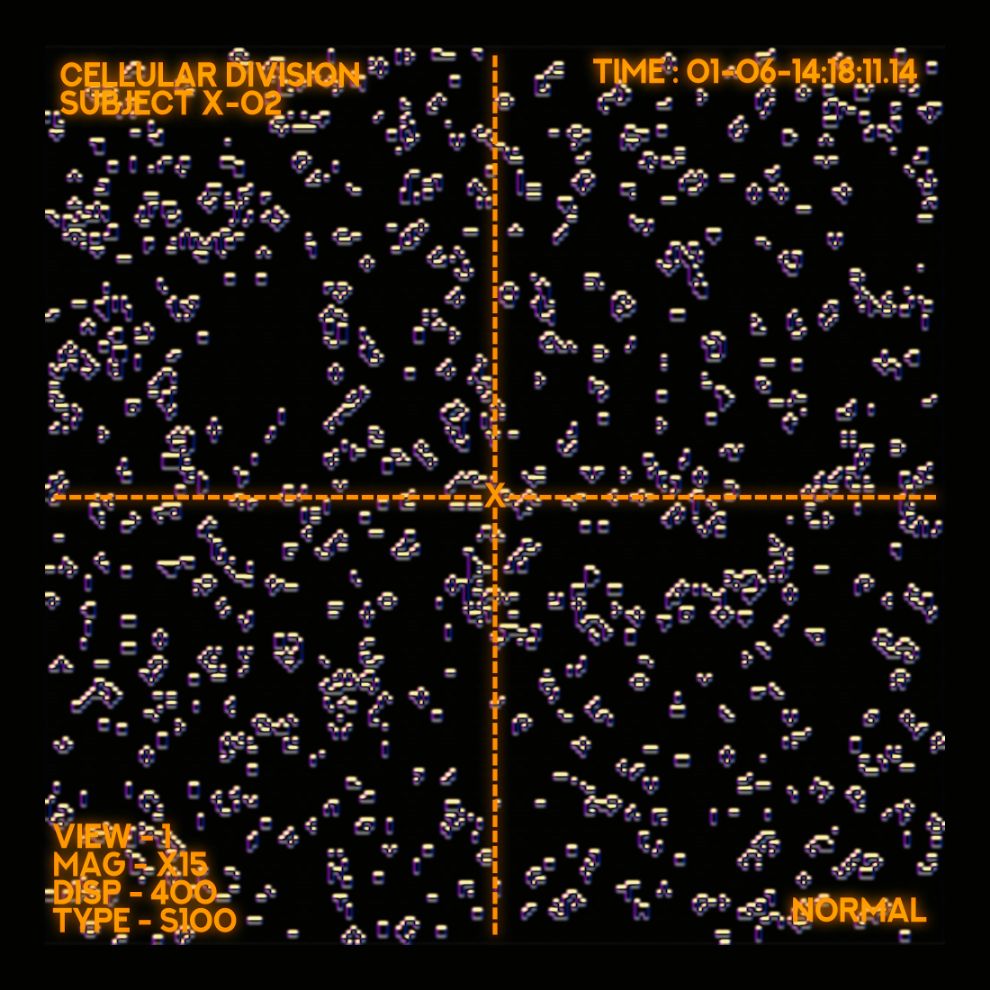 CELLULAR DIVISION
SUBJECT X-02
TIME : 01-06-14:18:11.14
X
VIEW - 1
MAG - X15
DISP - 400
TYPE - S100
NORMAL